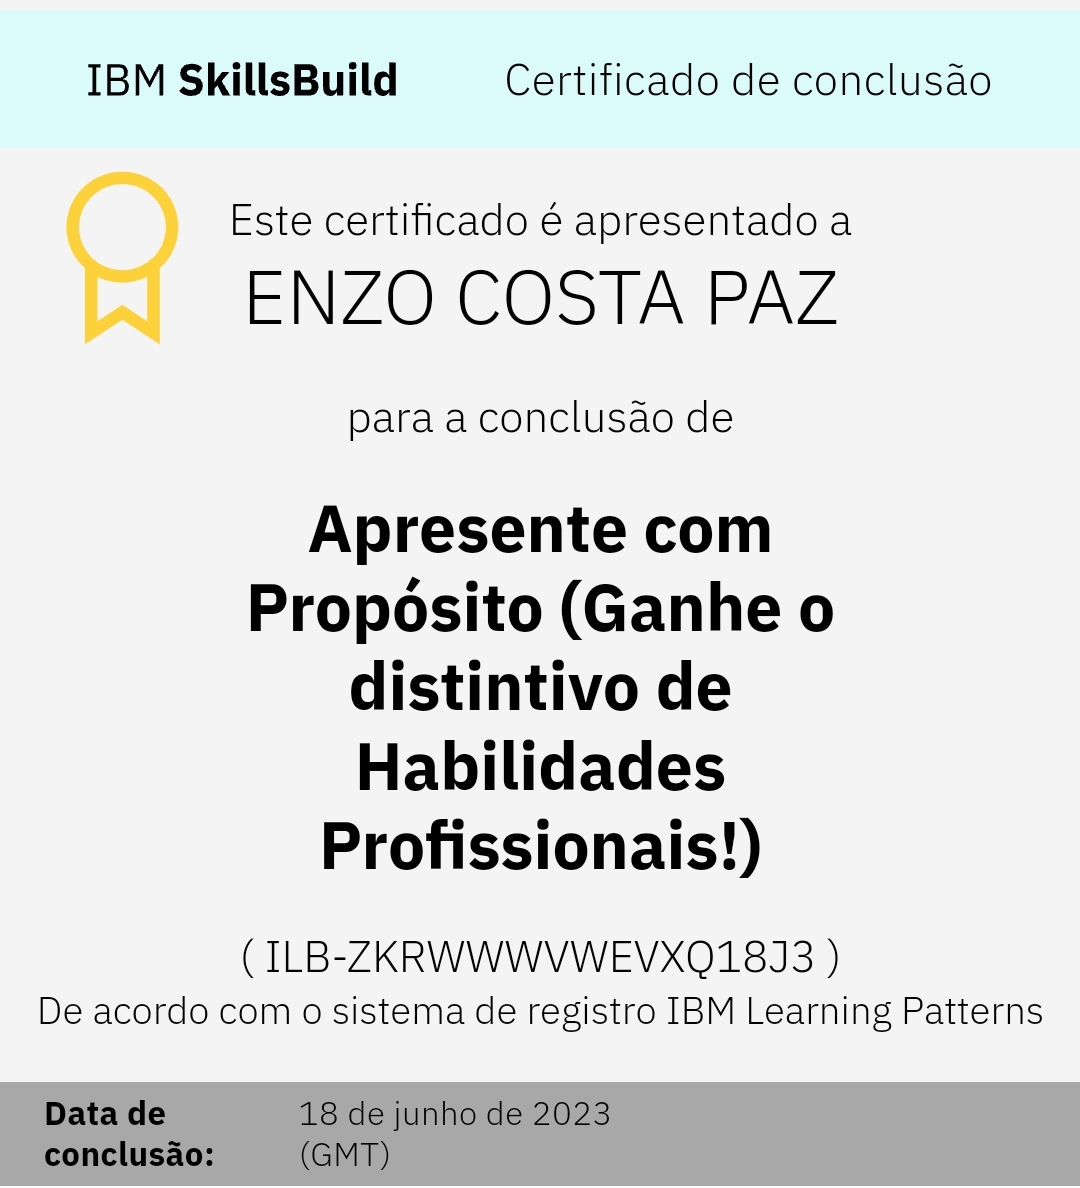 IBM SkillsBuild Certificado de conclusão
Este certificado é apresentado a
ENZO COSTA PAZ
para a conclusão de
Apresente com
Propósito (Ganhe o
distintivo de
Habilidades
Profissionais!)
( ILB-ZKRWWWVWEVXQ18J3 )
De acordo com o sistema de registro IBM Learning Patterns
Data de 18 de junho de 2023
conclusão: (GMT)